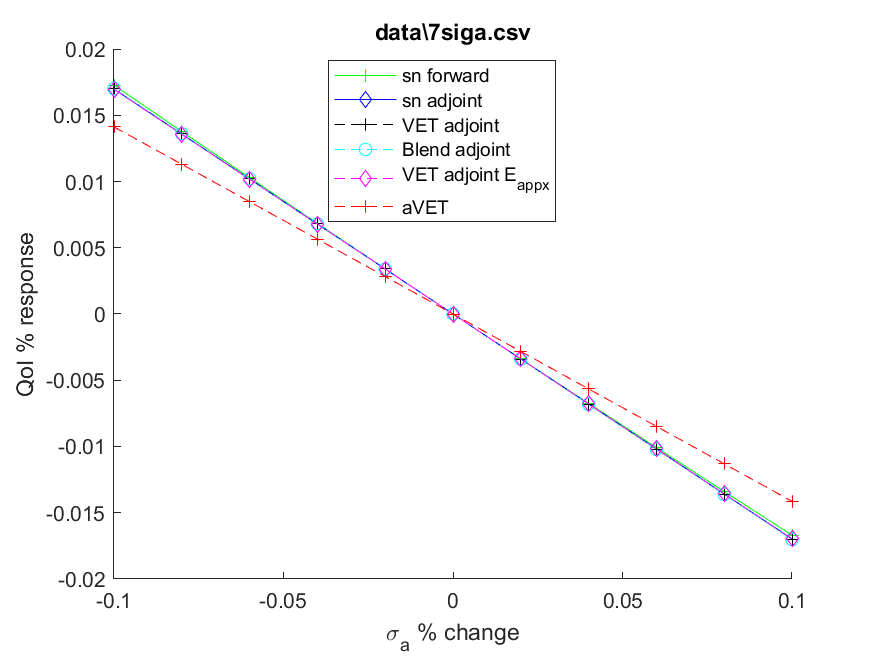 data\7siga.csv
0.02
0.015
0.01
0.005
0
-0.005
-0.01
-0.015
-0.02
QoI % response
sn forward
sn adjoint
VET adjoint
Blend adjoint
VET adjoint E_appx
aVET
-0.1
-0.05
0
0.05
0.1
σ_a % change